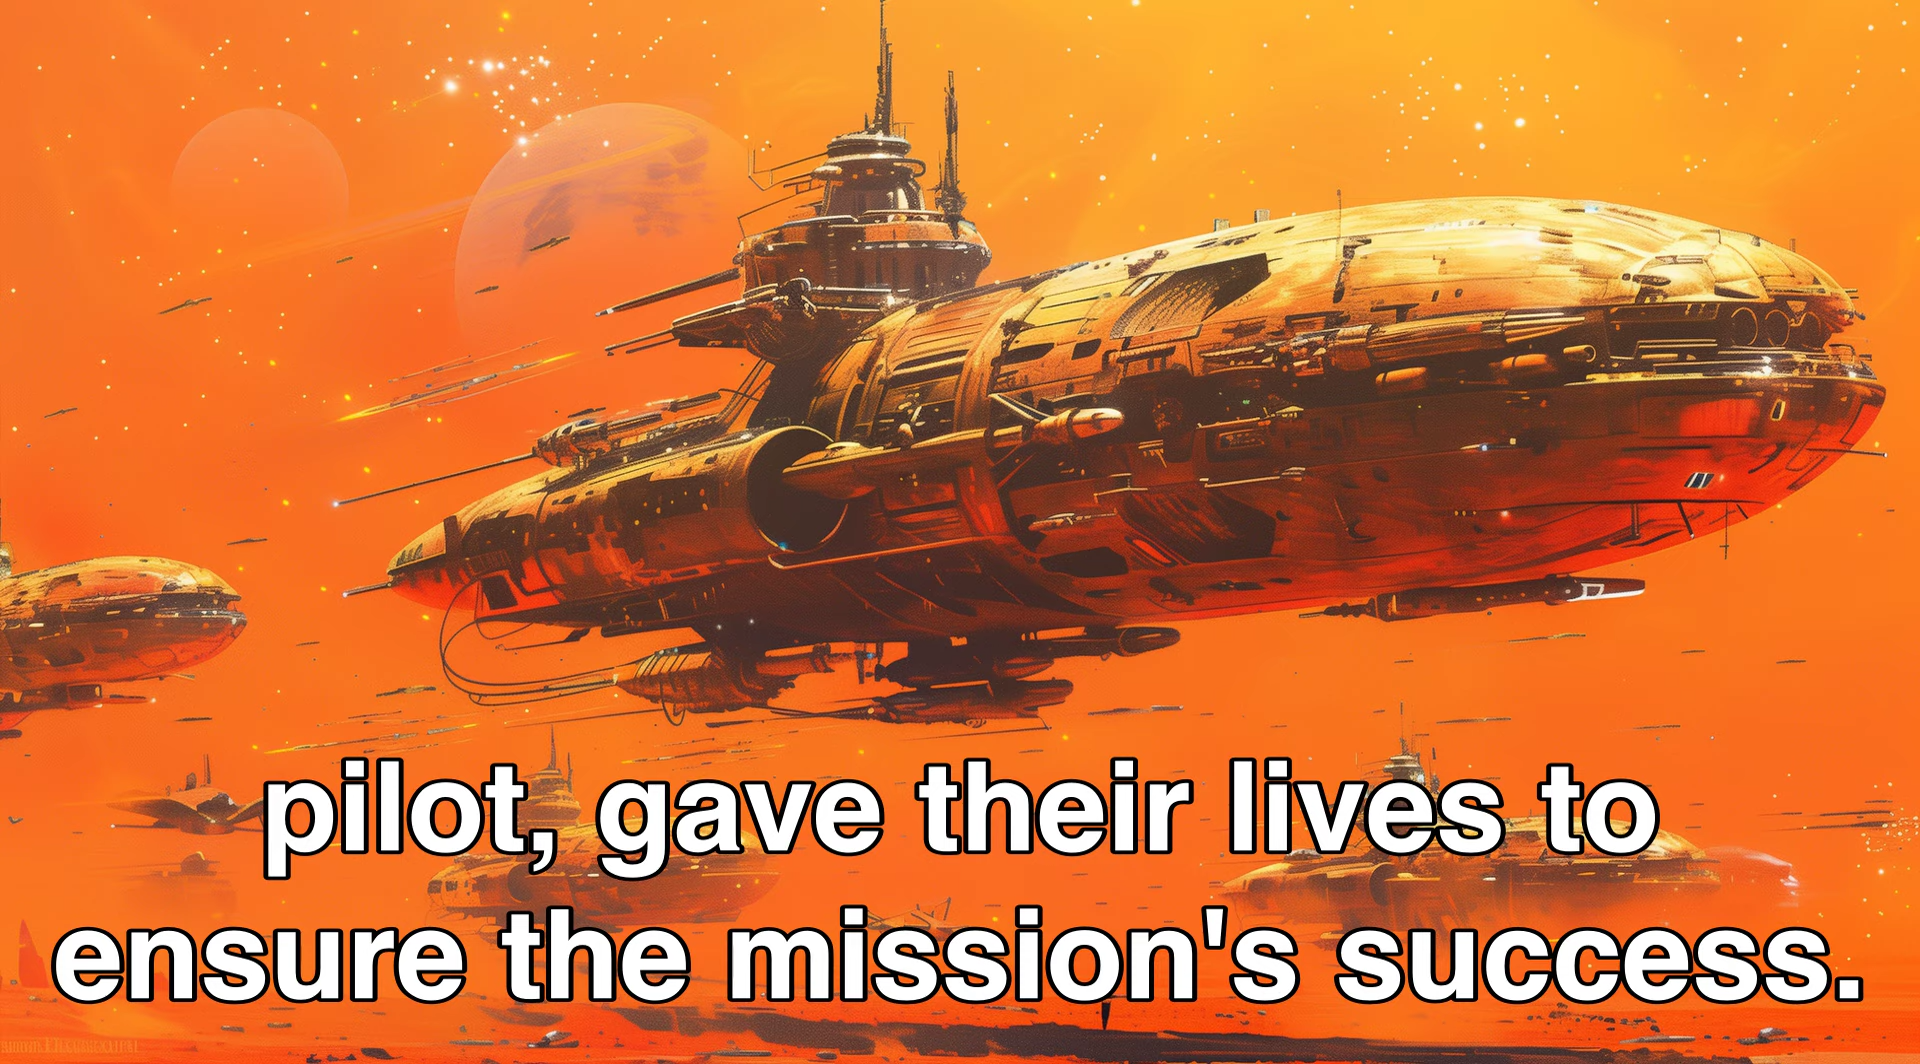 pilot, gave their lives to
ensure the mission's success.